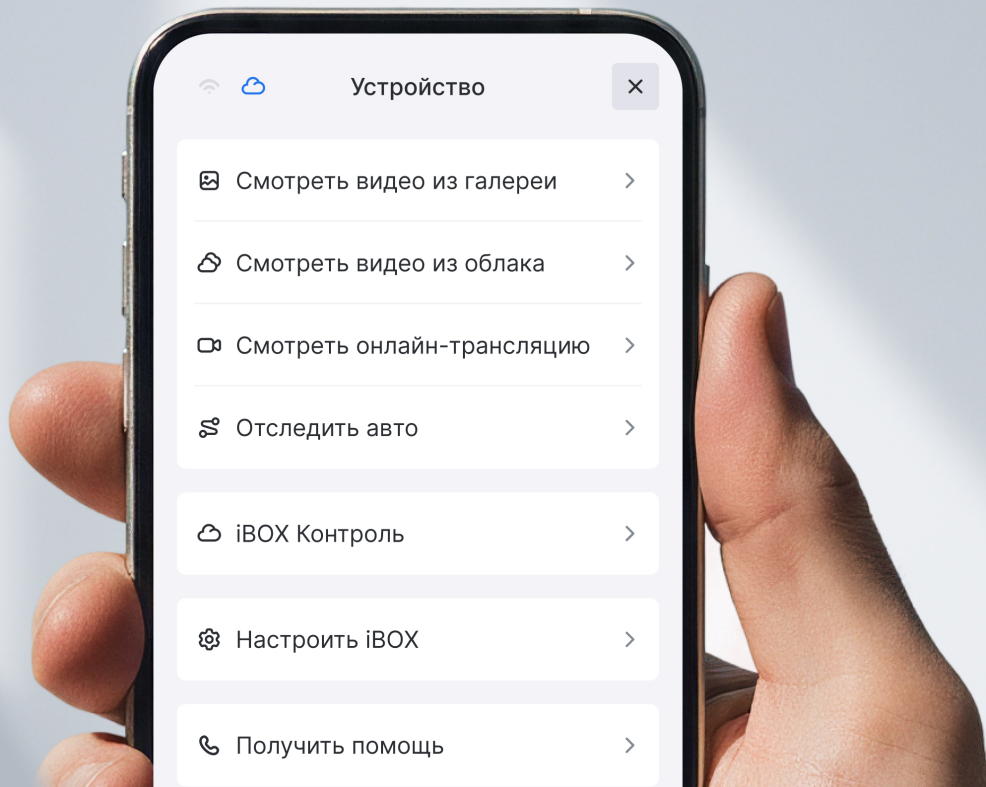 Устройство
Смотреть видео из галереи
Смотреть видео из облака
Смотреть онлайн-трансляцию
Отследить авто
iBOX Контроль
Настроить iBOX
Получить помощь